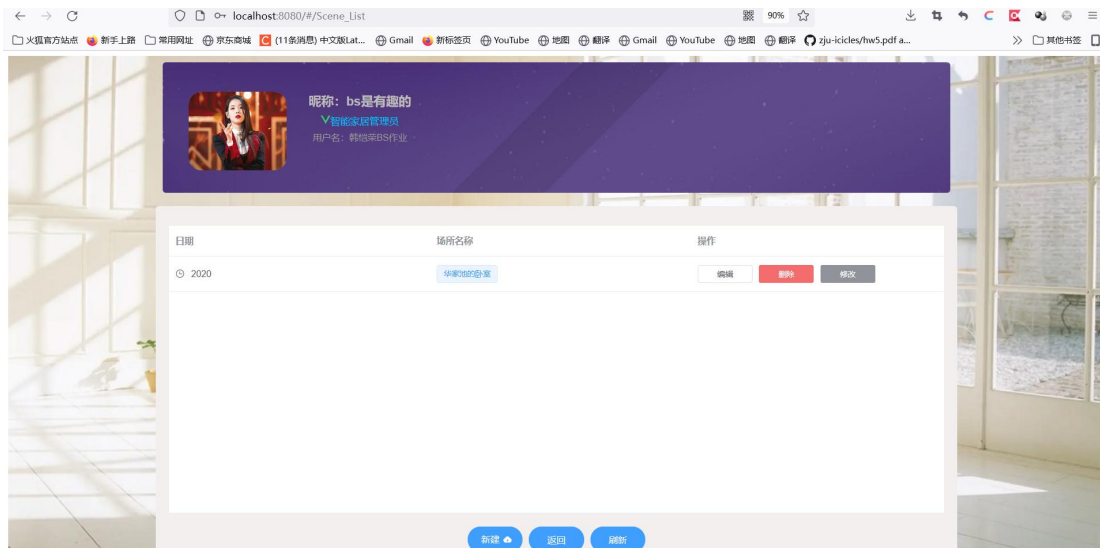 localhost:8080/#/Scene_List 90%
火狐官方站点 新手上路 常用网址 京东商城 (11条消息) 中文版Lat... Gmail 新标签页 YouTube 地图 翻译 Gmail YouTube 地图 翻译 zju-icicles/hw5.pdf a... 其他书签
昵称：bs是有趣的
智能家居管理员
用户名：韩恺荣BS作业
日期 场所名称 操作
2020 华家池的卧室 编辑 删除 修改
新建 返回 刷新